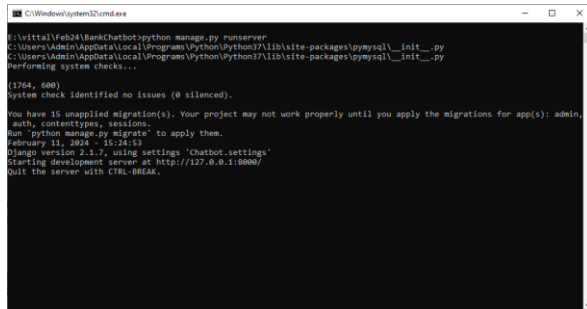 C:\Windows\system32\cmd.exe
E:\vittal\Feb24\BankChatbot>python manage.py runserver
C:\Users\Admin\AppData\Local\Programs\Python\Python37\lib\site-packages\pymysql\__init__.py
C:\Users\Admin\AppData\Local\Programs\Python\Python37\lib\site-packages\pymysql\__init__.py
Performing system checks...
(1764, 600)
System check identified no issues (0 silenced).
You have 15 unapplied migration(s). Your project may not work properly until you apply the migrations for app(s): admin,
auth, contenttypes, sessions.
Run 'python manage.py migrate' to apply them.
February 11, 2024 - 15:24:53
Django version 2.1.7, using settings 'Chatbot.settings'
Starting development server at http://127.0.0.1:8000/
Quit the server with CTRL-BREAK.